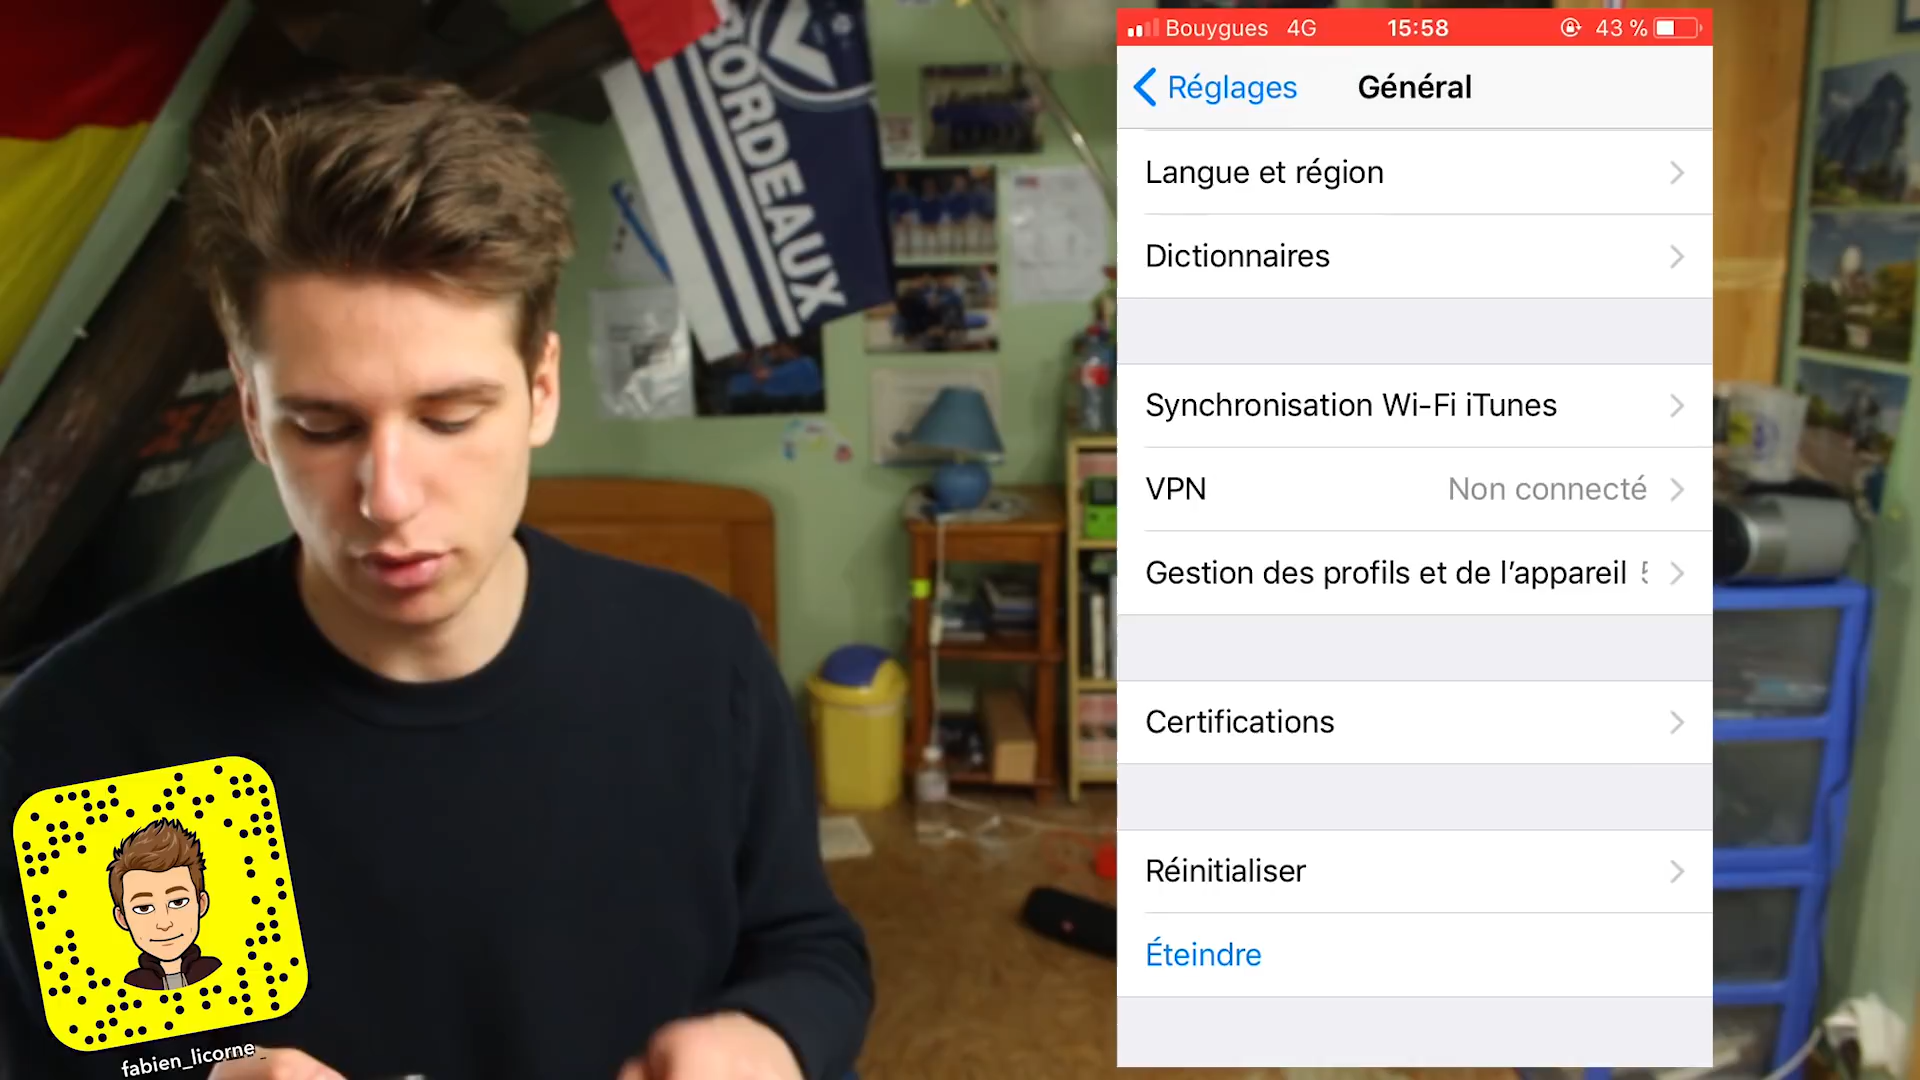 BORDEAUX
Bouygues 4G 15:58 43 %
Réglages Général
Langue et région
Dictionnaires
Synchronisation Wi-Fi iTunes
VPN Non connecté
Gestion des profils et de l’appareil
Certifications
Réinitialiser
Éteindre
fabien_licorne_